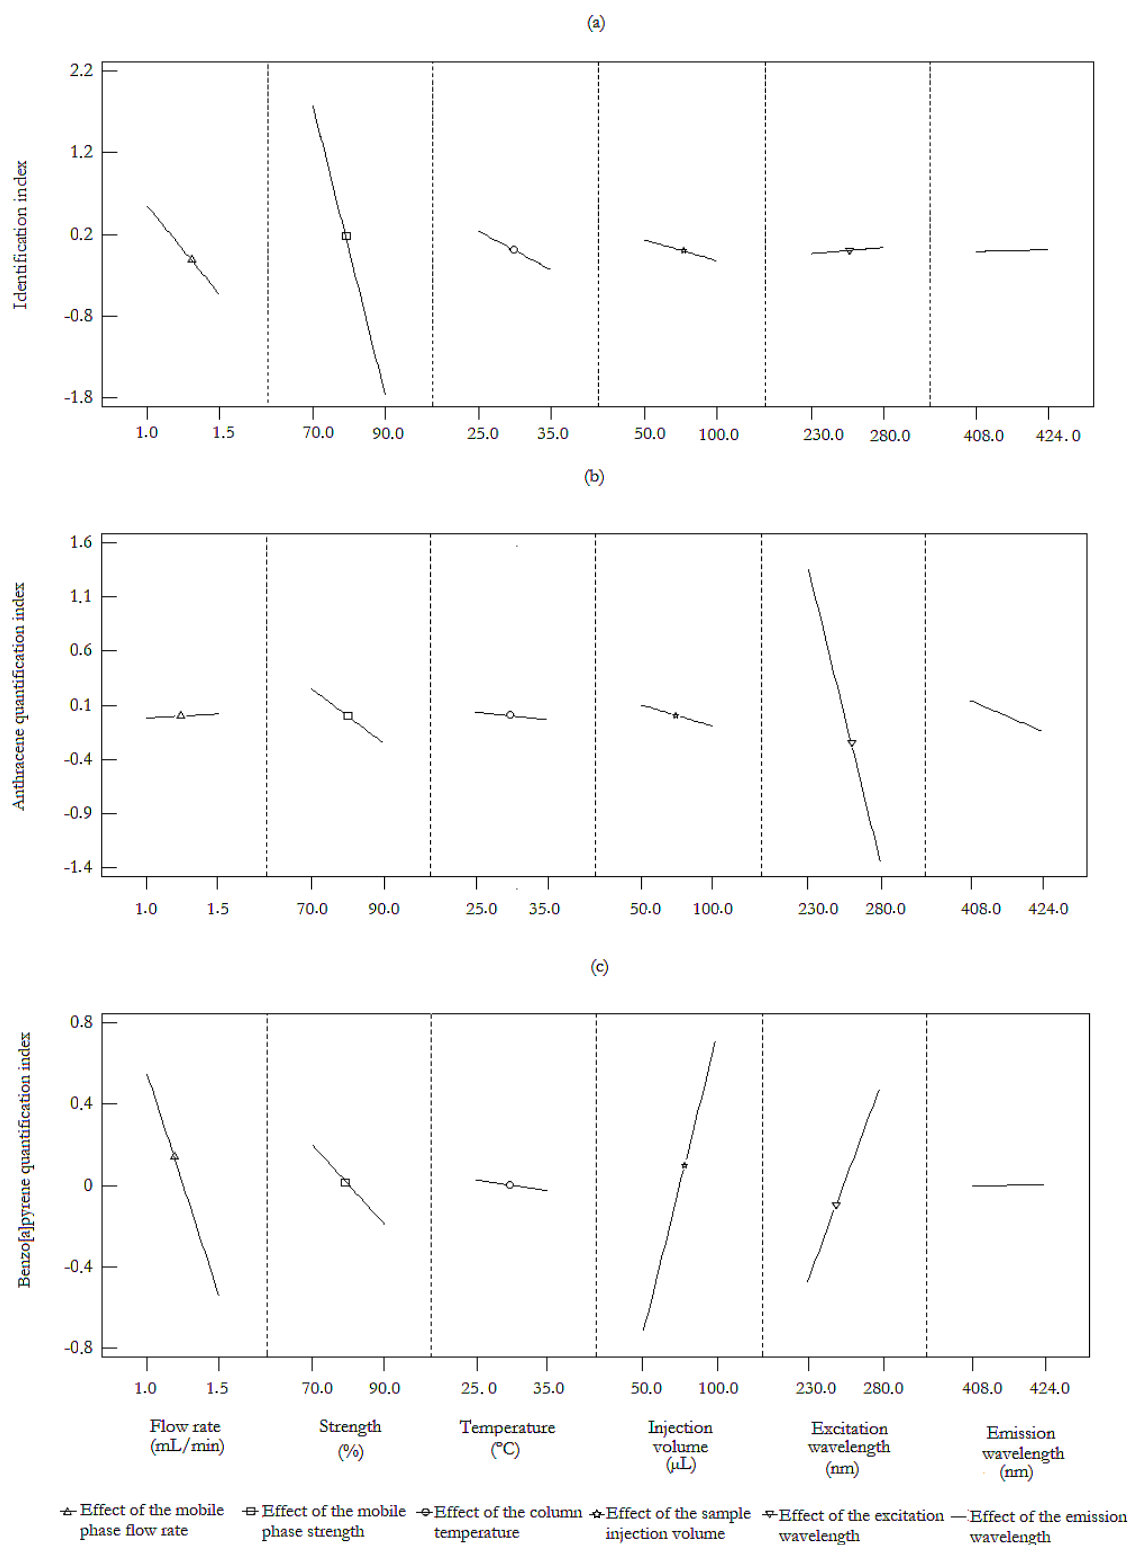 (a)
Identification index
2.2
1.2
0.2
-0.8
-1.8
1.0 1.5 70.0 90.0 25.0 35.0 50.0 100.0 230.0 280.0 408.0 424.0
(b)
Anthracene quantification index
1.6
1.1
0.6
0.1
-0.4
-0.9
-1.4
1.0 1.5 70.0 90.0 25.0 35.0 50.0 100.0 230.0 280.0 408.0 424.0
(c)
Benzo[a]pyrene quantification index
0.8
0.4
0
-0.4
-0.8
1.0 1.5 70.0 90.0 25.0 35.0 50.0 100.0 230.0 280.0 408.0 424.0
Flow rate
(mL/min)
Strength
(%)
Temperature
(°C)
Injection
volume
(µL)
Excitation
wavelength
(nm)
Emission
wavelength
(nm)
Effect of the mobile
phase flow rate
Effect of the mobile
phase strength
Effect of the column
temperature
Effect of the sample
injection volume
Effect of the excitation
wavelength
Effect of the emission
wavelength